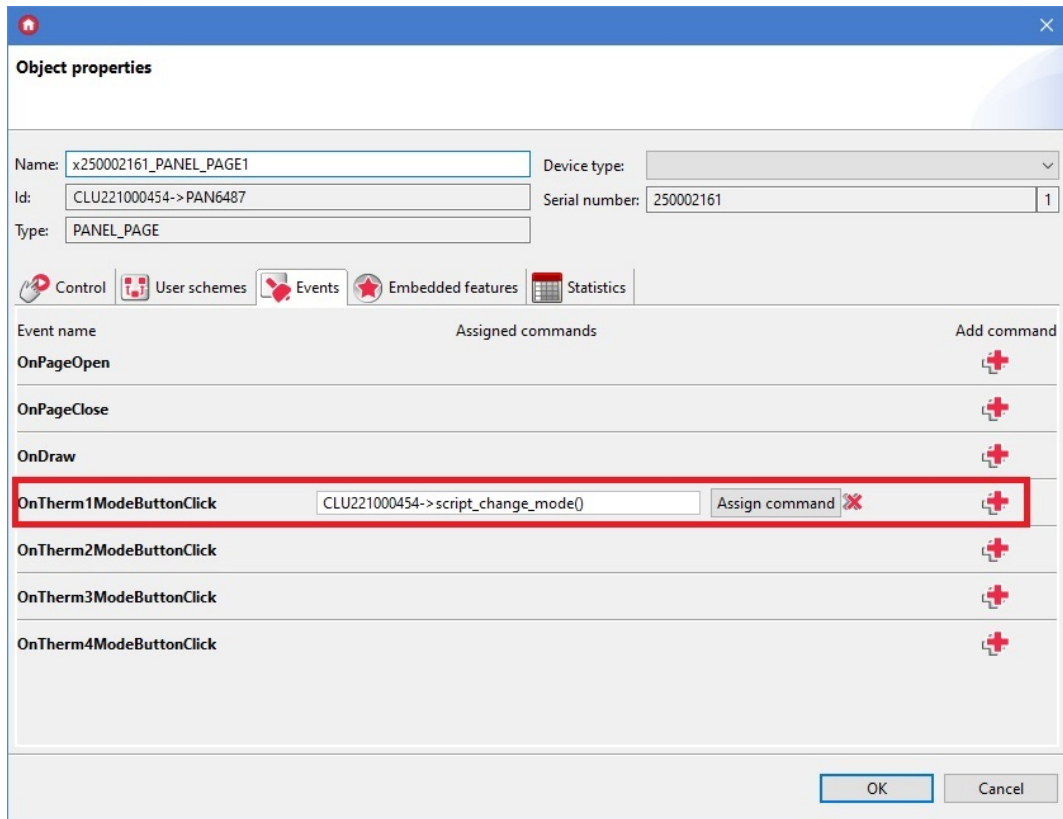 Object properties
Name: x250002161_PANEL_PAGE1
Device type:
Id: CLU221000454->PAN6487
Serial number: 250002161 1
Type: PANEL_PAGE
Control User schemes Events Embedded features Statistics
Event name Assigned commands Add command
OnPageOpen
OnPageClose
OnDraw
OnTherm1ModeButtonClick CLU221000454->script_change_mode() Assign command
OnTherm2ModeButtonClick
OnTherm3ModeButtonClick
OnTherm4ModeButtonClick
OK Cancel